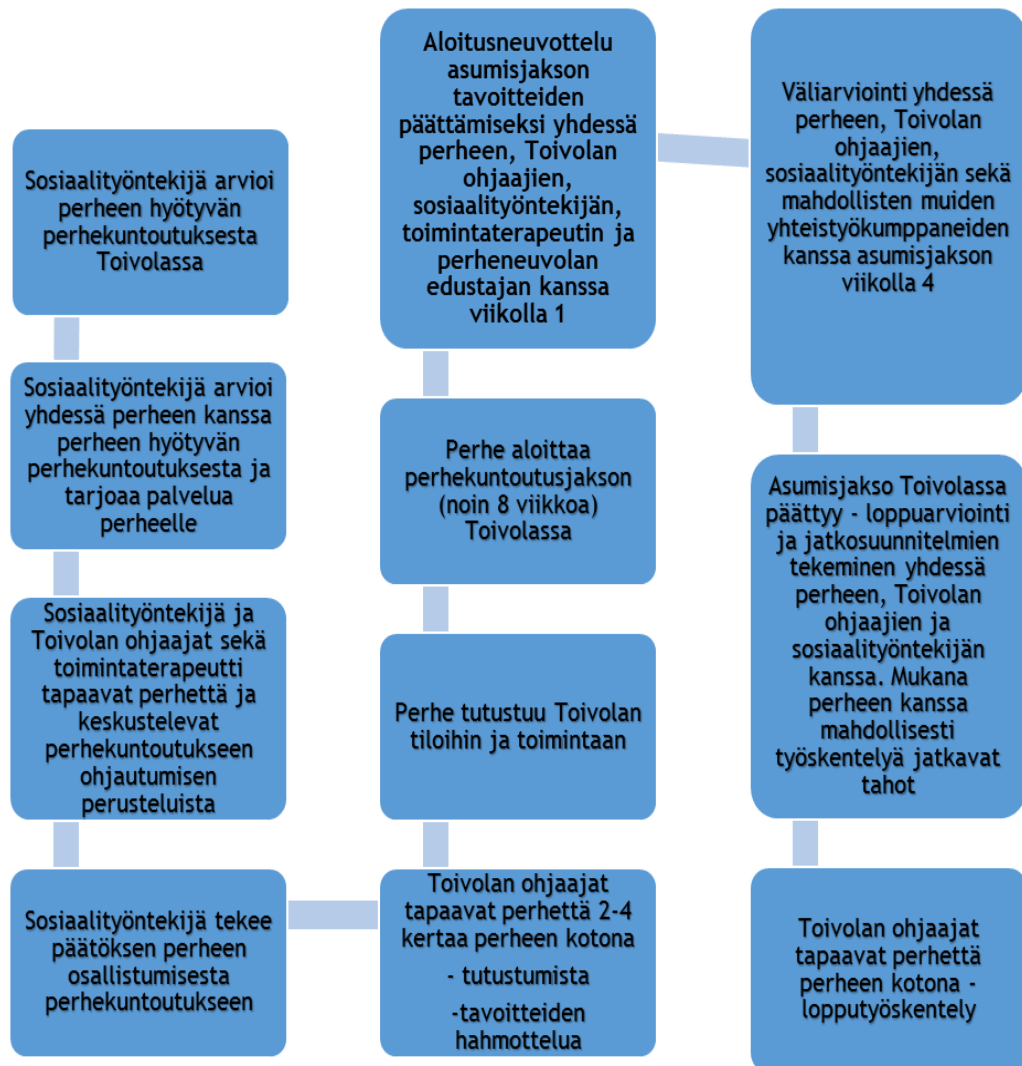 Sosiaalityöntekijä arvioi
perheen hyötyvän
perhekuntoutuksesta
Toivolassa
Sosiaalityöntekijä arvioi
yhdessä perheen kanssa
perheen hyötyvän
perhekuntoutuksesta ja
tarjoaa palvelua
perheelle
Sosiaalityöntekijä ja
Toivolan ohjaajat sekä
toimintaterapeutti
tapaavat perhettä ja
keskustelevat
perhekuntoutukseen
ohjautumisen
perusteluista
Sosiaalityöntekijä tekee
päätöksen perheen
osallistumisesta
perhekuntoutukseen
Toivolan ohjaajat
tapaavat perhettä 2-4
kertaa perheen kotona
- tutustumista
-tavoitteiden
hahmottelua
Perhe tutustuu Toivolan
tiloihin ja toimintaan
Perhe aloittaa
perhekuntoutusjakson
(noin 8 viikkoa)
Toivolassa
Aloitusneuvottelu
asumisjakson
tavoitteiden
päättämiseksi yhdessä
perheen, Toivolan
ohjaajien,
sosiaalityöntekijän,
toimintaterapeutin ja
perheneuvolan
edustajan kanssa
viikolla 1
Väliarviointi yhdessä
perheen, Toivolan
ohjaajien,
sosiaalityöntekijän sekä
mahdollisten muiden
yhteistyökumppaneiden
kanssa asumisjakson
viikolla 4
Asumisjakso Toivolassa
päättyy - loppuarviointi
ja jatkosuunnitelmien
tekeminen yhdessä
perheen, Toivolan
ohjaajien ja
sosiaalityöntekijän
kanssa. Mukana
perheen kanssa
mahdollisesti
työskentelyä jatkavat
tahot
Toivolan ohjaajat
tapaavat perhettä
perheen kotona -
lopputyöskentely